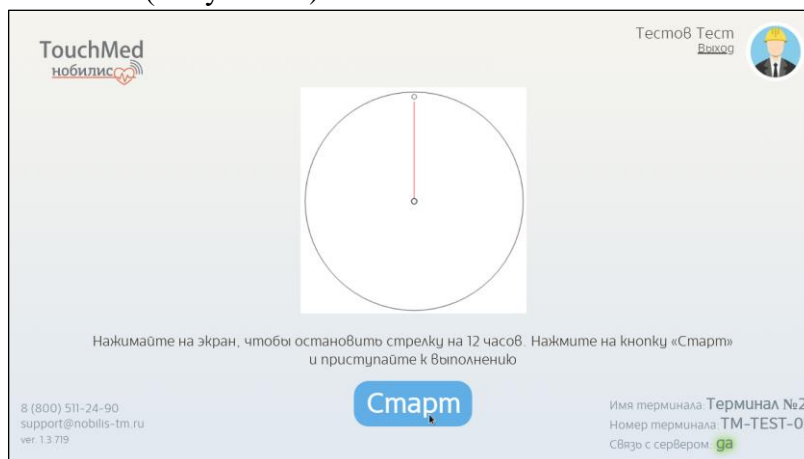 TouchMed
нобилис
Тестов Тест
Выход
Нажимайте на экран, чтобы остановить стрелку на 12 часов. Нажмите на кнопку «Старт»
и приступайте к выполнению
Старт
8 (800) 511-24-90
support@nobilis-tm.ru
ver. 1.3.719
Имя терминала: Терминал №2
Номер терминала: TM-TEST-0
Связь с сервером: да